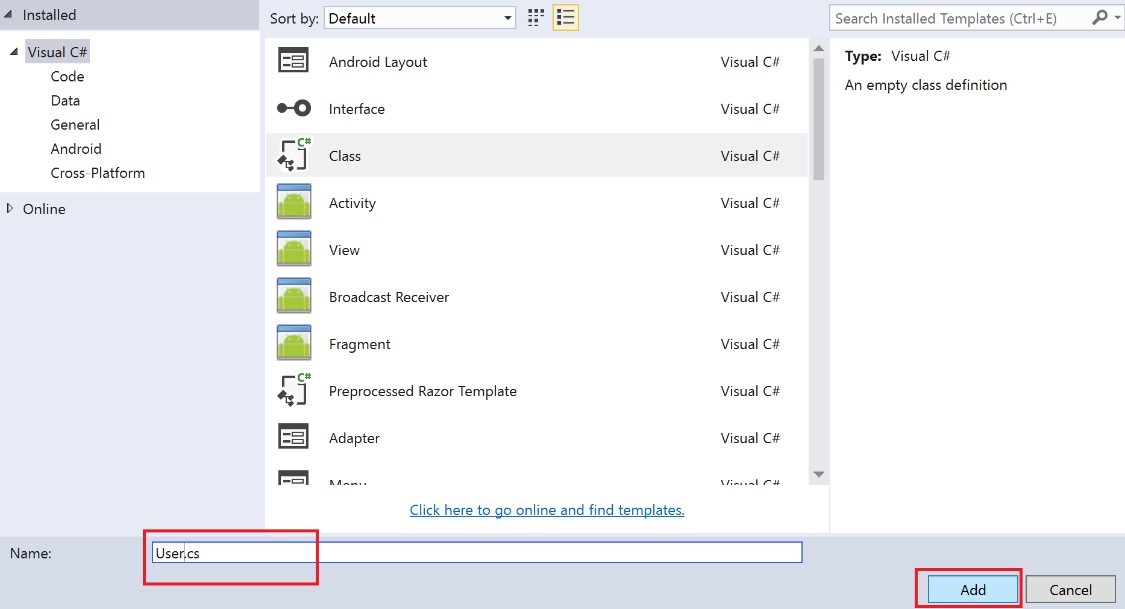 Installed
Sort by: Default
Search Installed Templates (Ctrl+E)
Visual C#
Code
Data
General
Android
Cross-Platform
Online
Android Layout Visual C#
Interface Visual C#
C# Class Visual C#
Activity Visual C#
View Visual C#
Broadcast Receiver Visual C#
Fragment Visual C#
C# Preprocessed Razor Template Visual C#
Adapter Visual C#
Menu Visual C#
Click here to go online and find templates.
Type: Visual C#
An empty class definition
Name: User.cs
Add Cancel